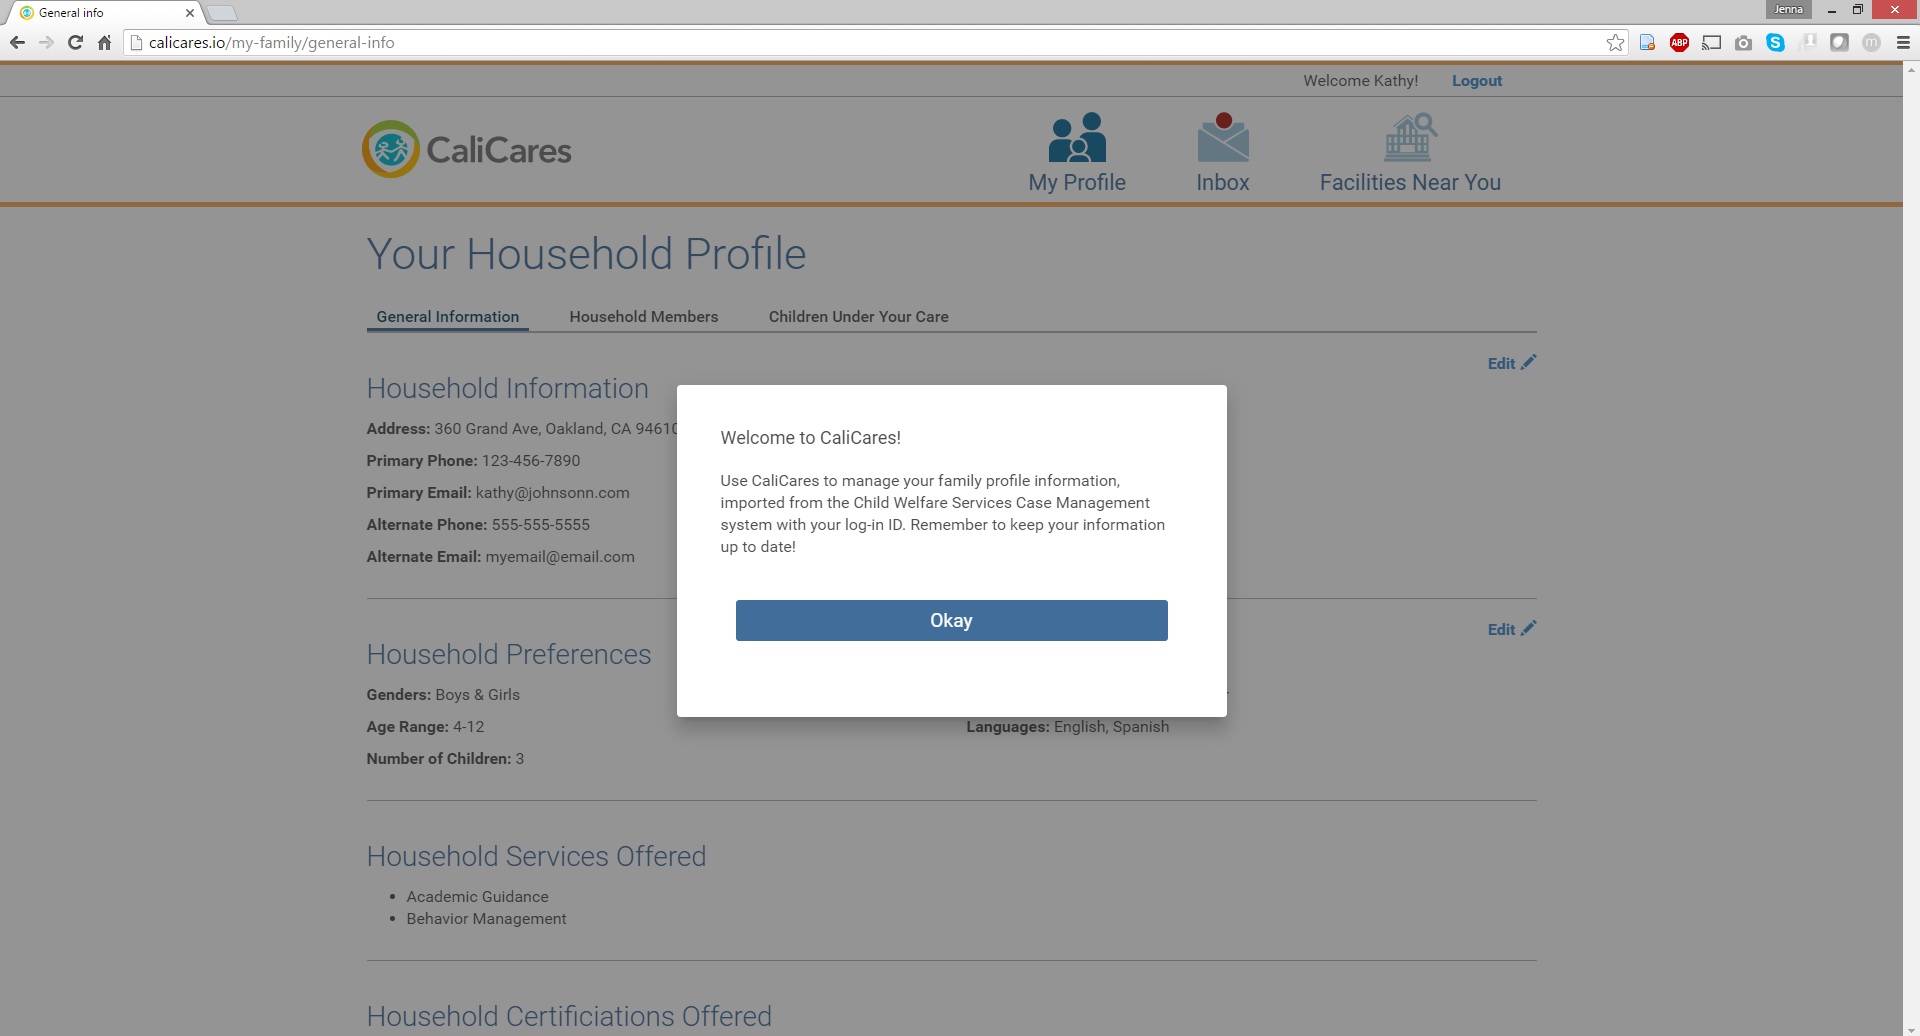 General info
Jenna
calicares.io/my-family/general-info
ABP
S
m
Welcome Kathy!
Logout
CaliCares
My Profile
Inbox
Facilities Near You
Your Household Profile
General Information
Household Members
Children Under Your Care
Edit
Household Information
Address: 360 Grand Ave, Oakland, CA 94610
Primary Phone: 123-456-7890
Primary Email: kathy@johnsonn.com
Alternate Phone: 555-555-5555
Alternate Email: myemail@email.com
Welcome to CaliCares!
Use CaliCares to manage your family profile information,
imported from the Child Welfare Services Case Management
system with your log-in ID. Remember to keep your information
up to date!
Okay
Edit
Household Preferences
Genders: Boys & Girls
Age Range: 4-12
Languages: English, Spanish
Number of Children: 3
Household Services Offered
• Academic Guidance
• Behavior Management
Household Certificiations Offered